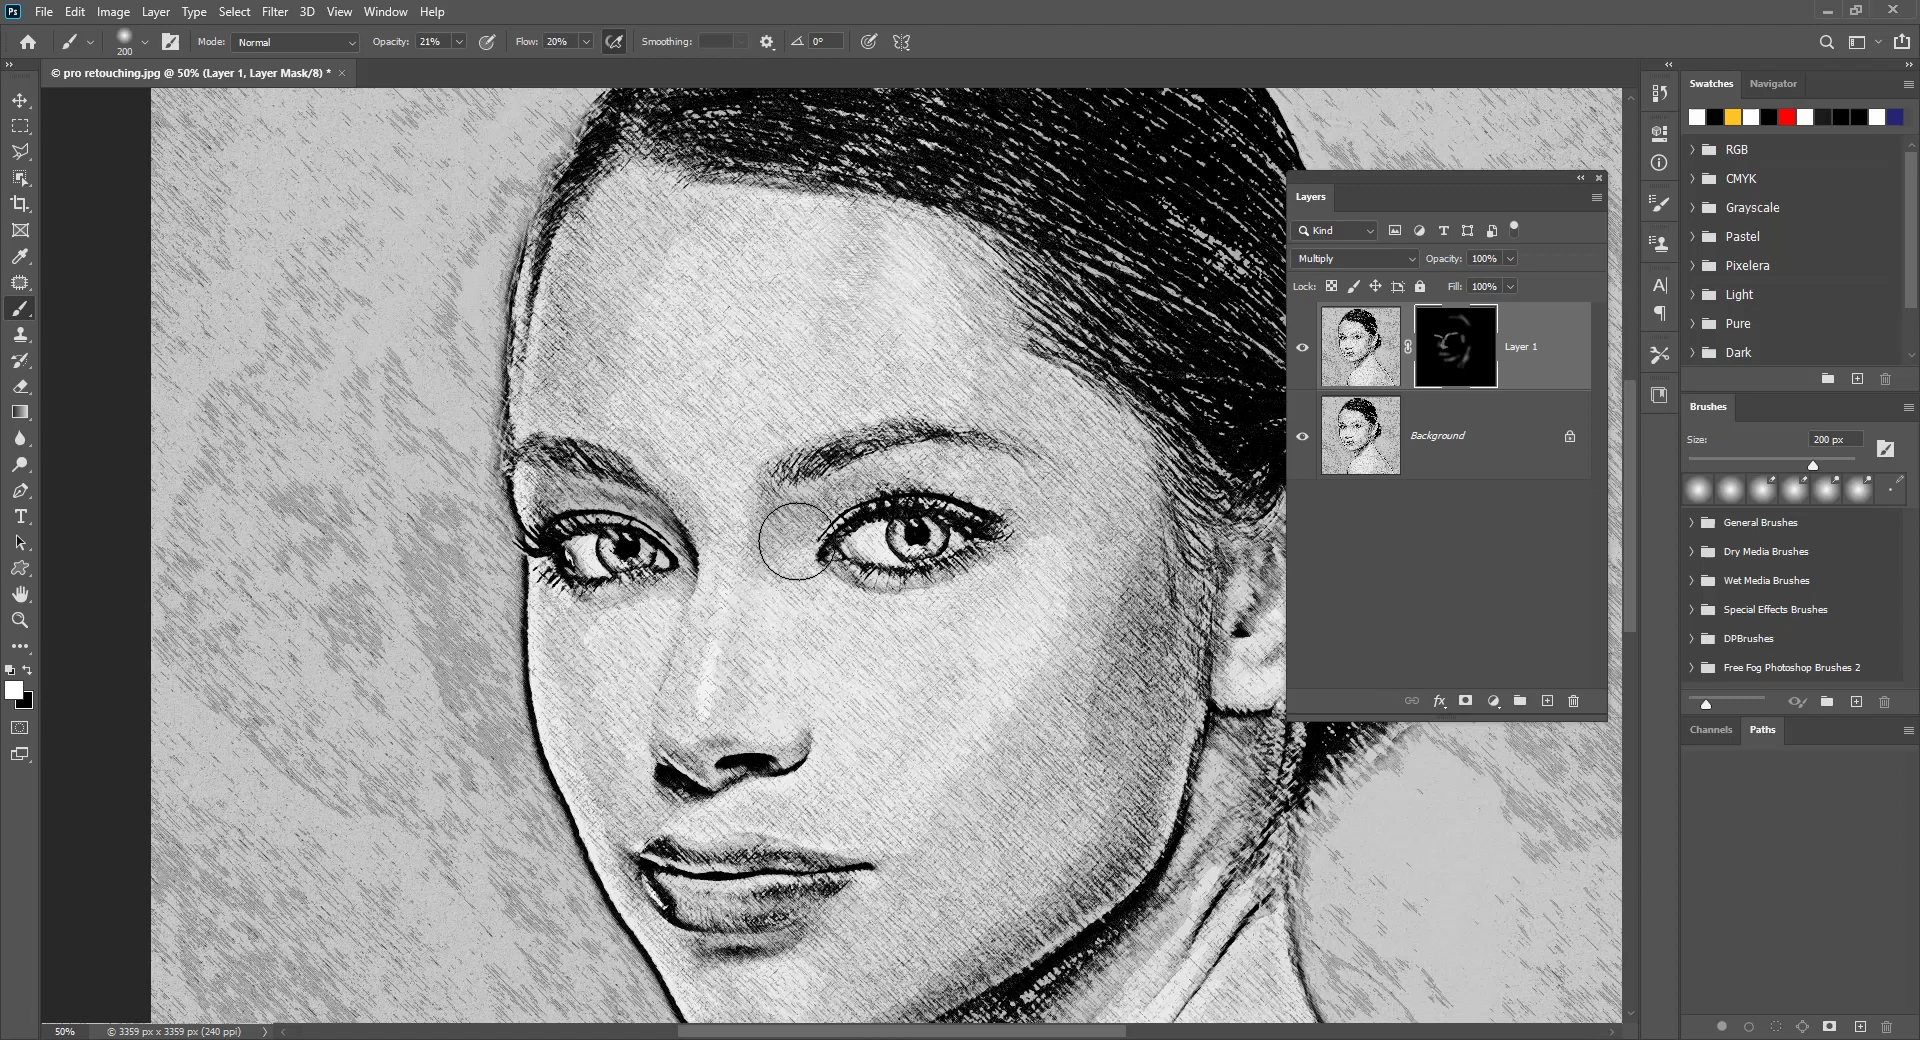 Ps File Edit Image Layer Type Select Filter 3D View Window Help
200 Mode: Normal Opacity: 21% Flow: 20% Smoothing: 0°
© pro retouching.jpg @ 50% (Layer 1, Layer Mask/8) *
Swatches Navigator
RGB
CMYK
Grayscale
Pastel
Pixelera
Light
Pure
Dark
Layers
Kind
Multiply Opacity: 100%
Lock: Fill: 100%
Layer 1
Background
fx
Brushes
Size: 200 px
General Brushes
Dry Media Brushes
Wet Media Brushes
Special Effects Brushes
DPBrushes
Free Fog Photoshop Brushes 2
Channels Paths
50% © 3359 px x 3359 px (240 ppi)